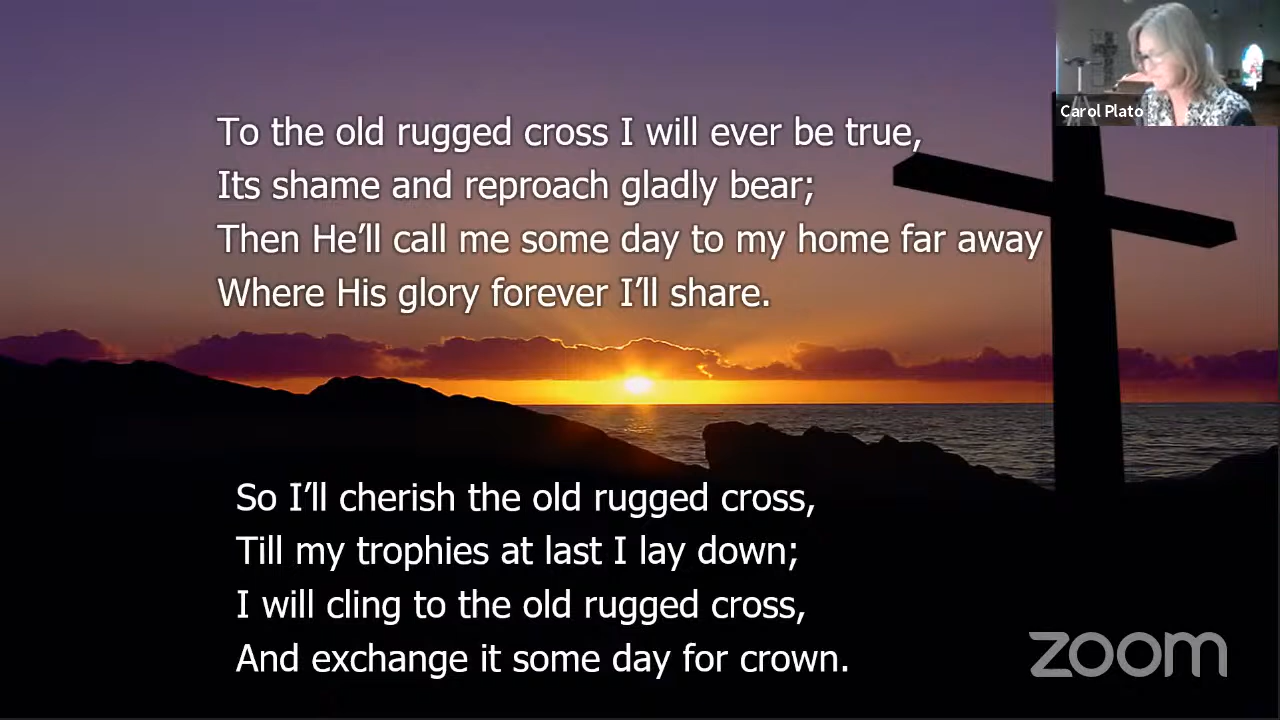 Carol Plato
To the old rugged cross I will ever be true,
Its shame and reproach gladly bear;
Then He’ll call me some day to my home far away
Where His glory forever I’ll share.
So I’ll cherish the old rugged cross,
Till my trophies at last I lay down;
I will cling to the old rugged cross,
And exchange it some day for crown.
zoom